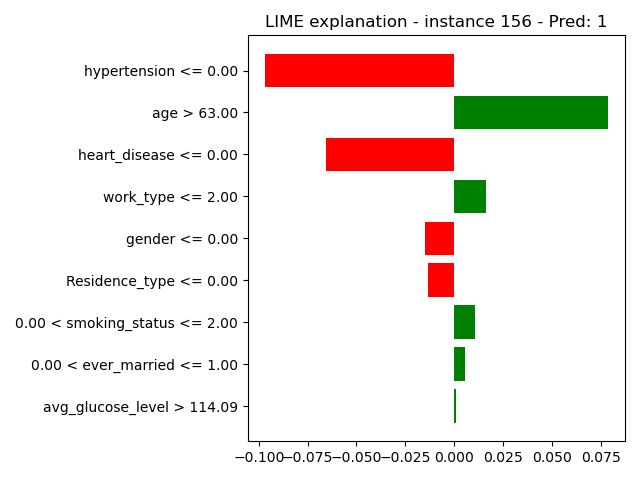 LIME explanation - instance 156 - Pred: 1
hypertension <= 0.00
age > 63.00
heart_disease <= 0.00
work_type <= 2.00
gender <= 0.00
Residence_type <= 0.00
0.00 < smoking_status <= 2.00
0.00 < ever_married <= 1.00
avg_glucose_level > 114.09
−0.100 −0.075 −0.050 −0.025 0.000 0.025 0.050 0.075